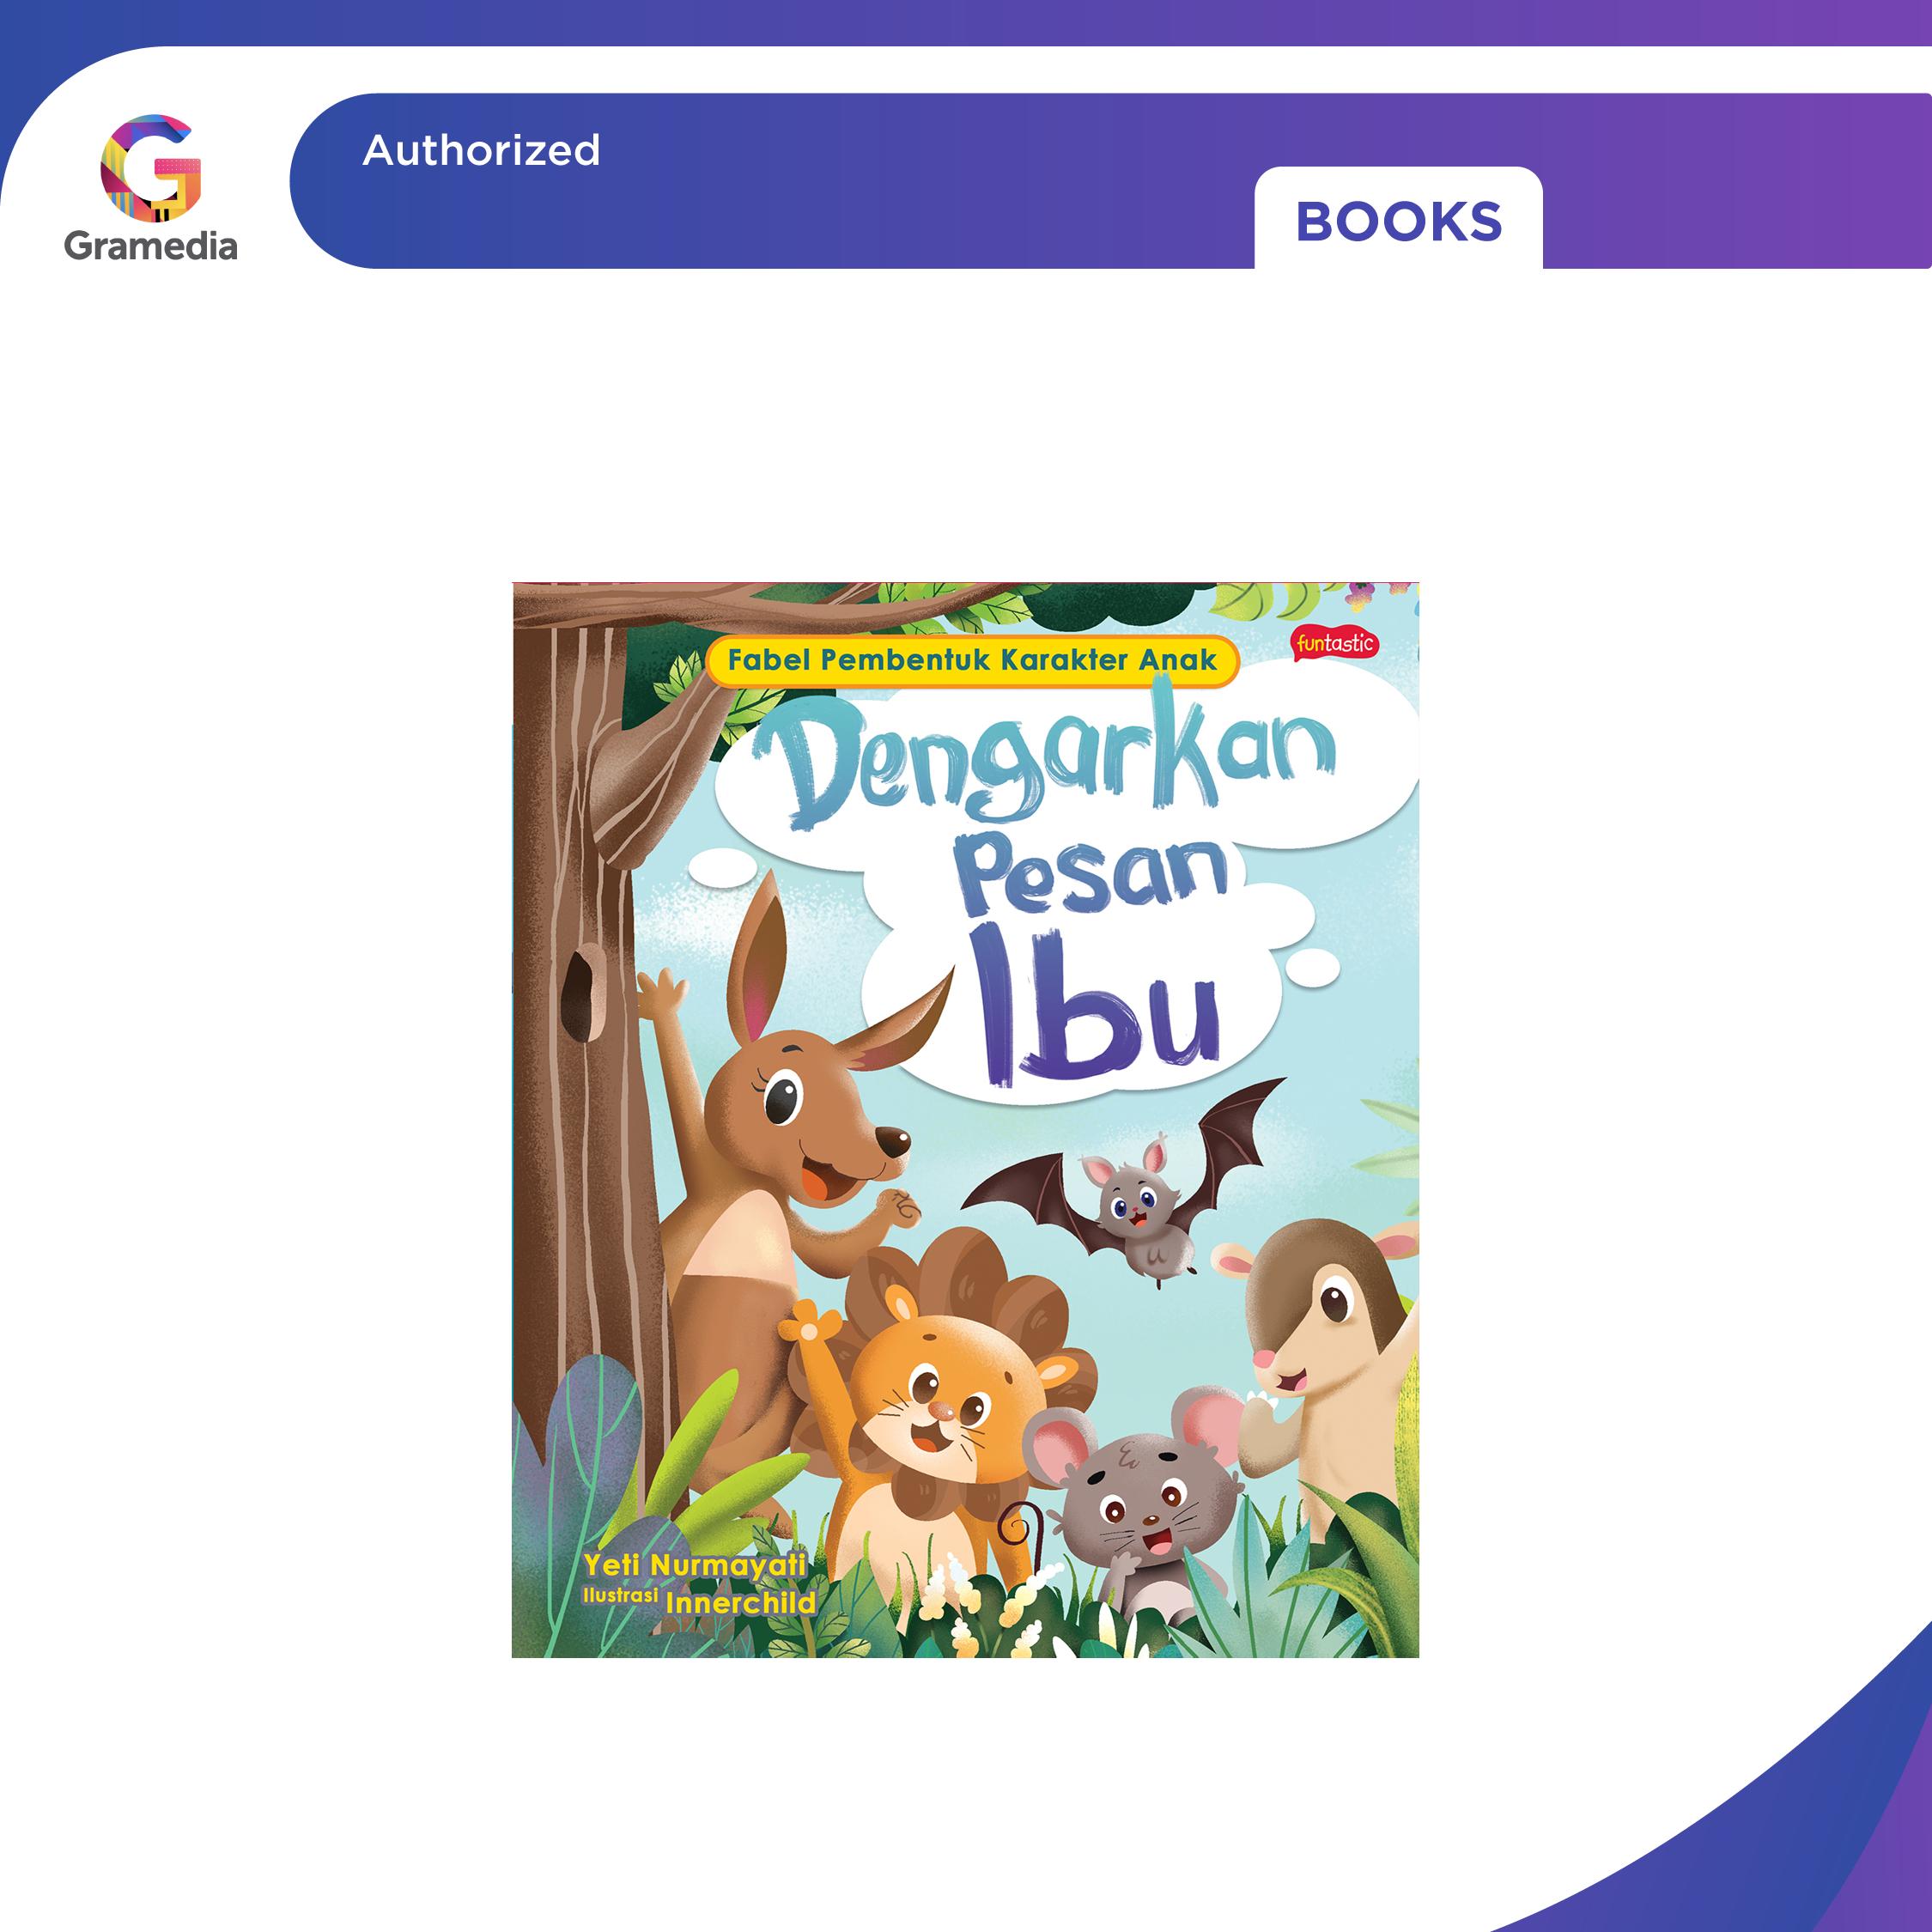 Authorized
Gramedia
BOOKS
Fabel Pembentuk Karakter Anak
funtastic
Dengarkan
Pesan
Ibu
Yeti Nurmayati
Ilustrasi Innerchild